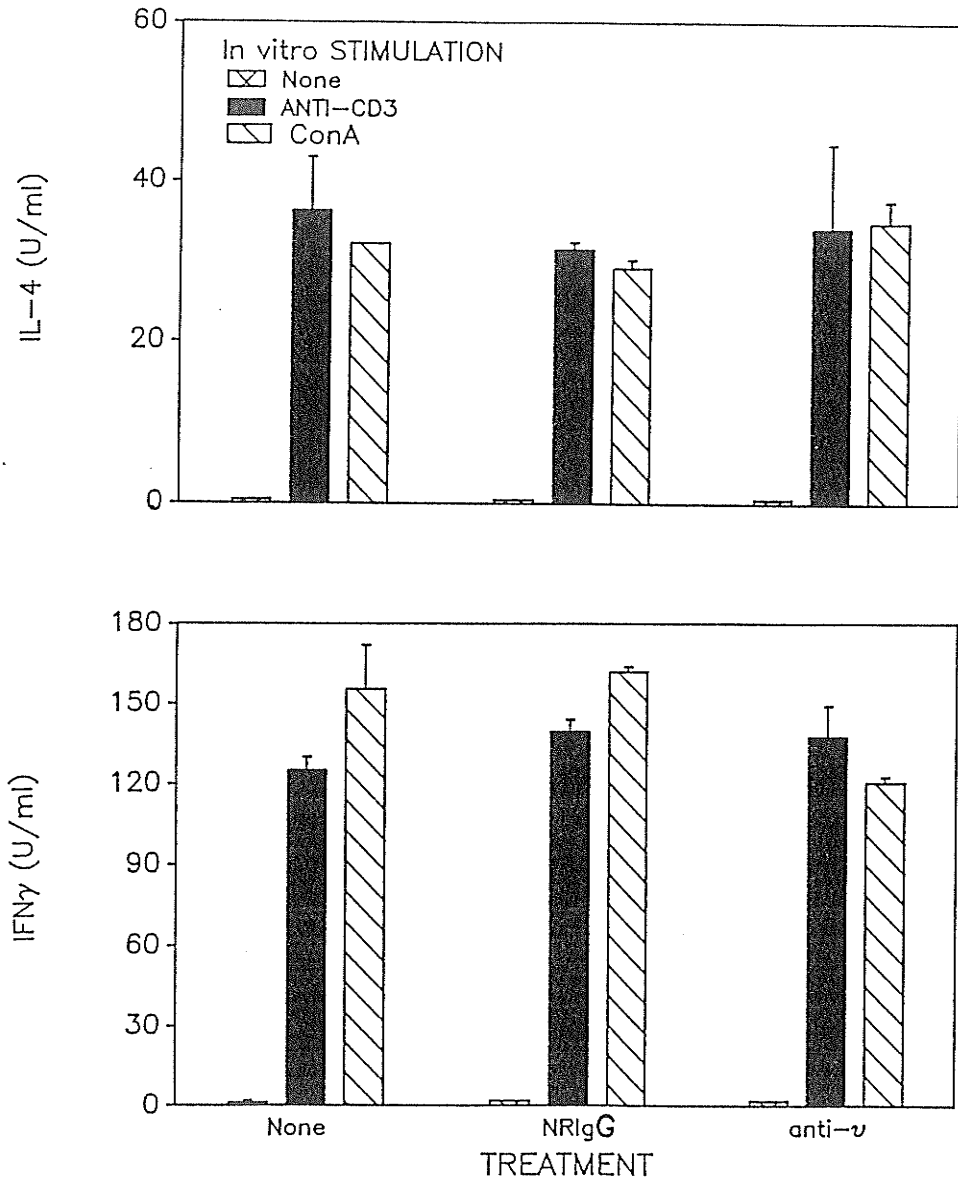 60
In vitro STIMULATION
None
ANTI-CD3
ConA
40
20
0
IL-4 (U/ml)
180
150
120
90
60
30
0
IFNγ (U/ml)
None NRIgG anti-υ
TREATMENT